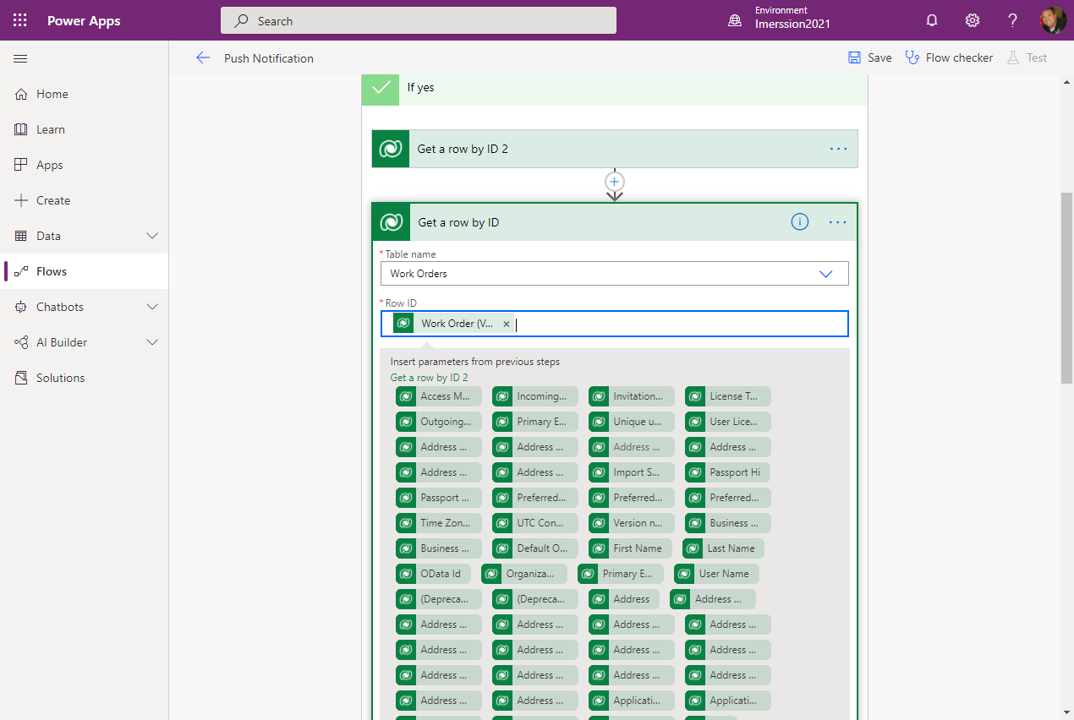 Power Apps
Search
Environment
Imerssion2021
Push Notification
Save
Flow checker
Test
Home
Learn
Apps
Create
Data
Flows
Chatbots
AI Builder
Solutions
If yes
Get a row by ID 2
Get a row by ID
* Table name
Work Orders
* Row ID
Work Order (V...
Insert parameters from previous steps
Get a row by ID 2
Access M... Incoming... Invitation... License T...
Outgoing... Primary E... Unique u... User Lice...
Address ... Address ... Address ... Address ...
Address ... Address ... Import S... Passport Hi
Passport ... Preferred... Preferred... Preferred...
Time Zon... UTC Con... Version n... Business ...
Business ... Default O... First Name Last Name
OData Id Organiza... Primary E... User Name
(Depreca... (Depreca... Address Address ...
Address ... Address ... Address ... Address ...
Address ... Address ... Address ... Address ...
Address ... Address ... Address ... Address ...
Address ... Address ... Applicati... Applicati...